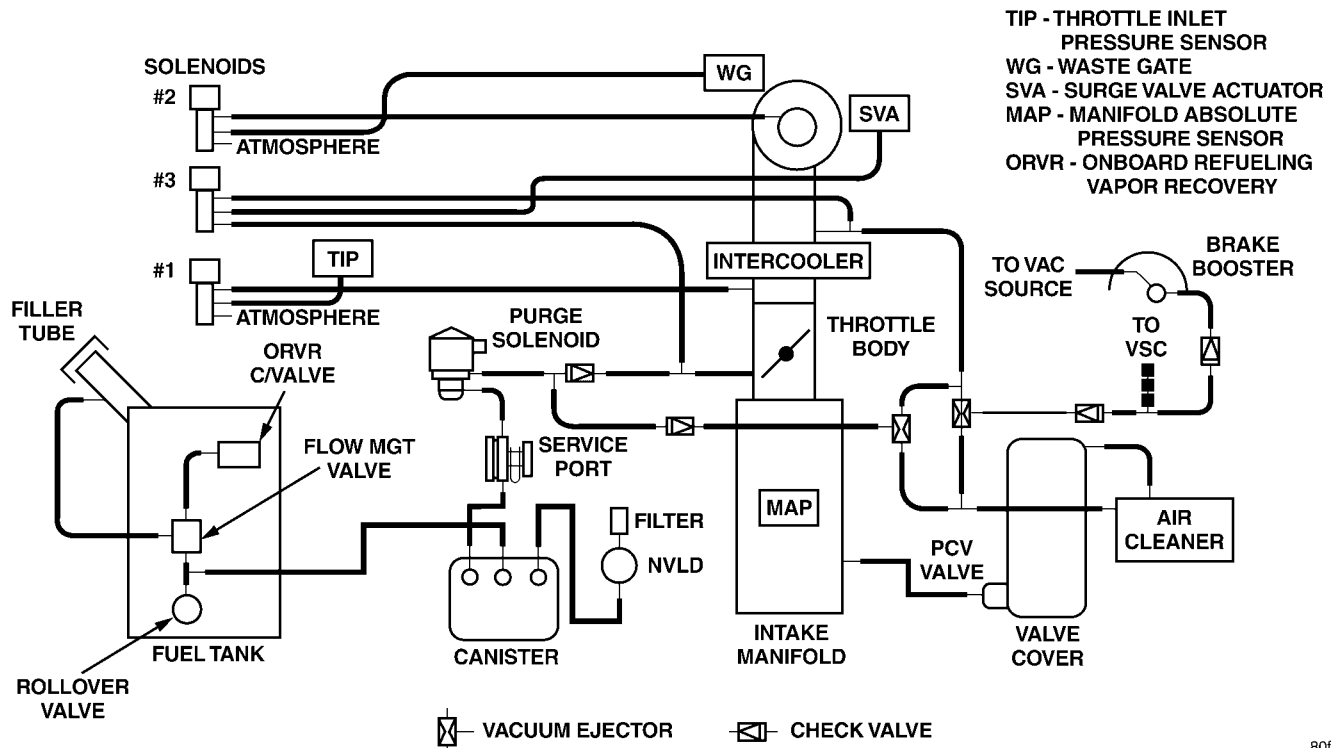 TIP - THROTTLE INLET
PRESSURE SENSOR
WG - WASTE GATE
SVA - SURGE VALVE ACTUATOR
MAP - MANIFOLD ABSOLUTE
PRESSURE SENSOR
ORVR - ONBOARD REFUELING
VAPOR RECOVERY
SOLENOIDS
#2
WG
SVA
ATMOSPHERE
#3
#1
TIP
INTERCOOLER
TO VAC
SOURCE
BRAKE
BOOSTER
ATMOSPHERE
FILLER
TUBE
PURGE
SOLENOID
THROTTLE
BODY
TO
VSC
ORVR
C/VALVE
FLOW MGT
VALVE
SERVICE
PORT
MAP
FILTER
NVLD
PCV
VALVE
AIR
CLEANER
FUEL TANK
CANISTER
INTAKE
MANIFOLD
VALVE
COVER
ROLLOVER
VALVE
VACUUM EJECTOR
CHECK VALVE